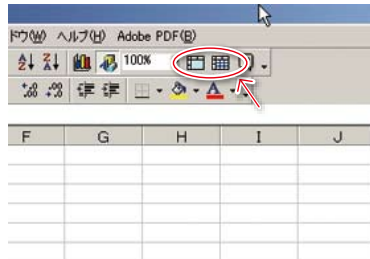 ﾄﾞｳ(W) ヘルプ(H) Adobe PDF(B)
100%
F G H I J